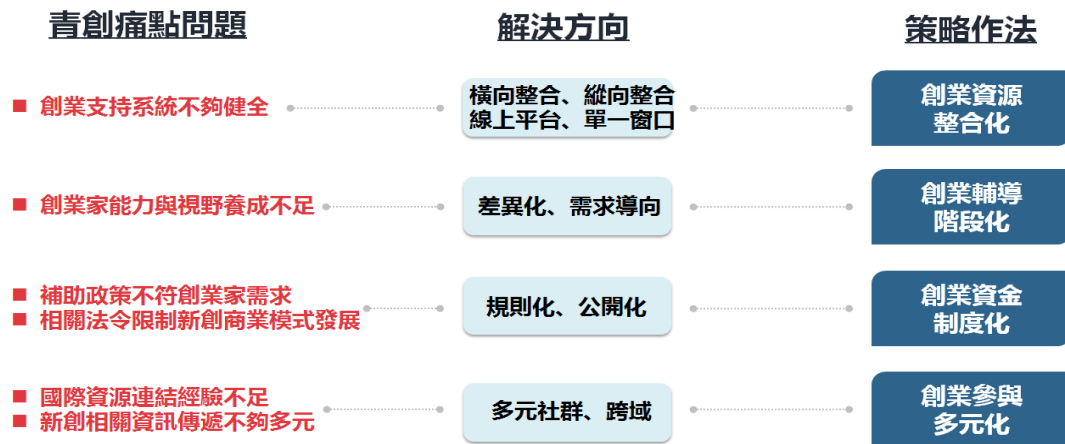 青創痛點問題
解決方向
策略作法
■ 創業支持系統不夠健全
橫向整合、縱向整合
線上平台、單一窗口
創業資源
整合化
■ 創業家能力與視野養成不足
差異化、需求導向
創業輔導
階段化
■ 補助政策不符創業家需求
■ 相關法令限制新創商業模式發展
規則化、公開化
創業資金
制度化
■ 國際資源連結經驗不足
■ 新創相關資訊傳遞不夠多元
多元社群、跨域
創業參與
多元化